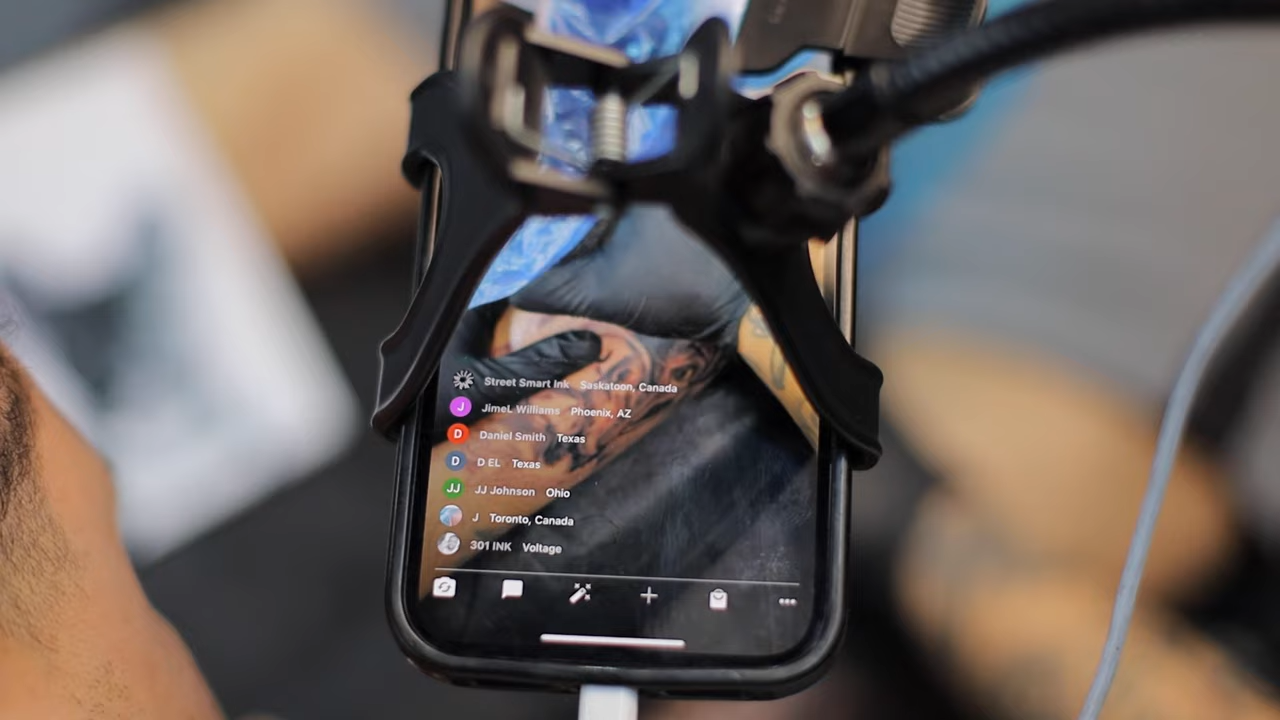 Street Smart Ink Saskatoon, Canada
JimeL Williams Phoenix, AZ
D Daniel Smith Texas
D D EL Texas
JJ JJ Johnson Ohio
J Toronto, Canada
301 INK Voltage